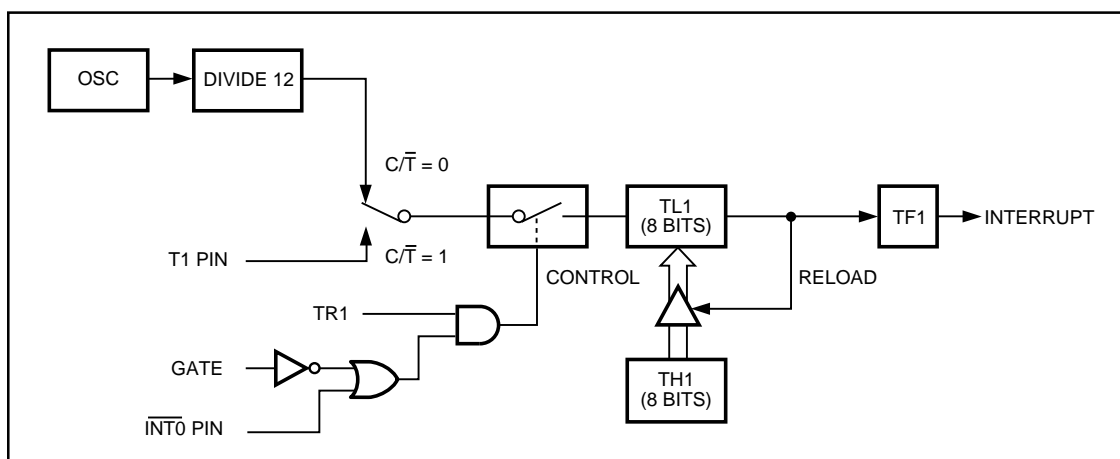 OSC
DIVIDE 12
C/T̅ = 0
T1 PIN
C/T̅ = 1
TL1
(8 BITS)
TF1
INTERRUPT
CONTROL
RELOAD
TR1
GATE
TH1
(8 BITS)
I̅N̅T̅0̅ PIN